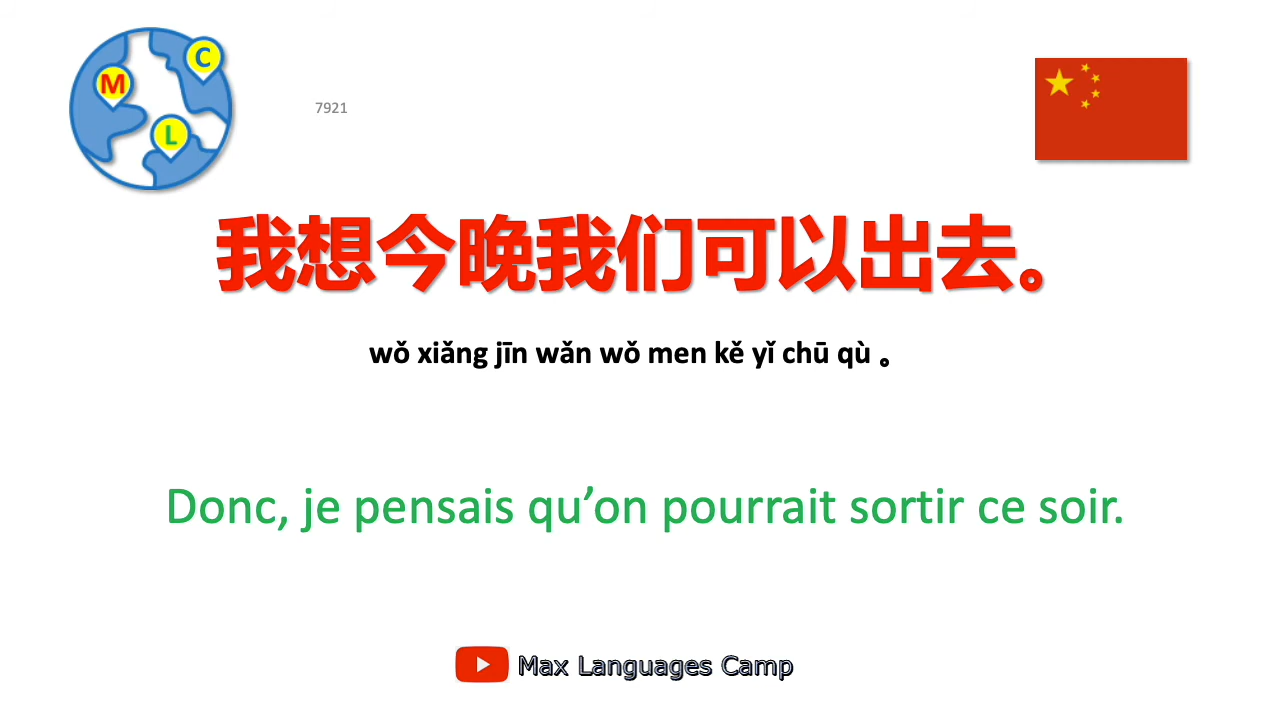 C
M
L
7921
我想今晚我们可以出去。
wǒ xiǎng jīn wǎn wǒ men kě yǐ chū qù 。
Donc, je pensais qu’on pourrait sortir ce soir.
Max Languages Camp